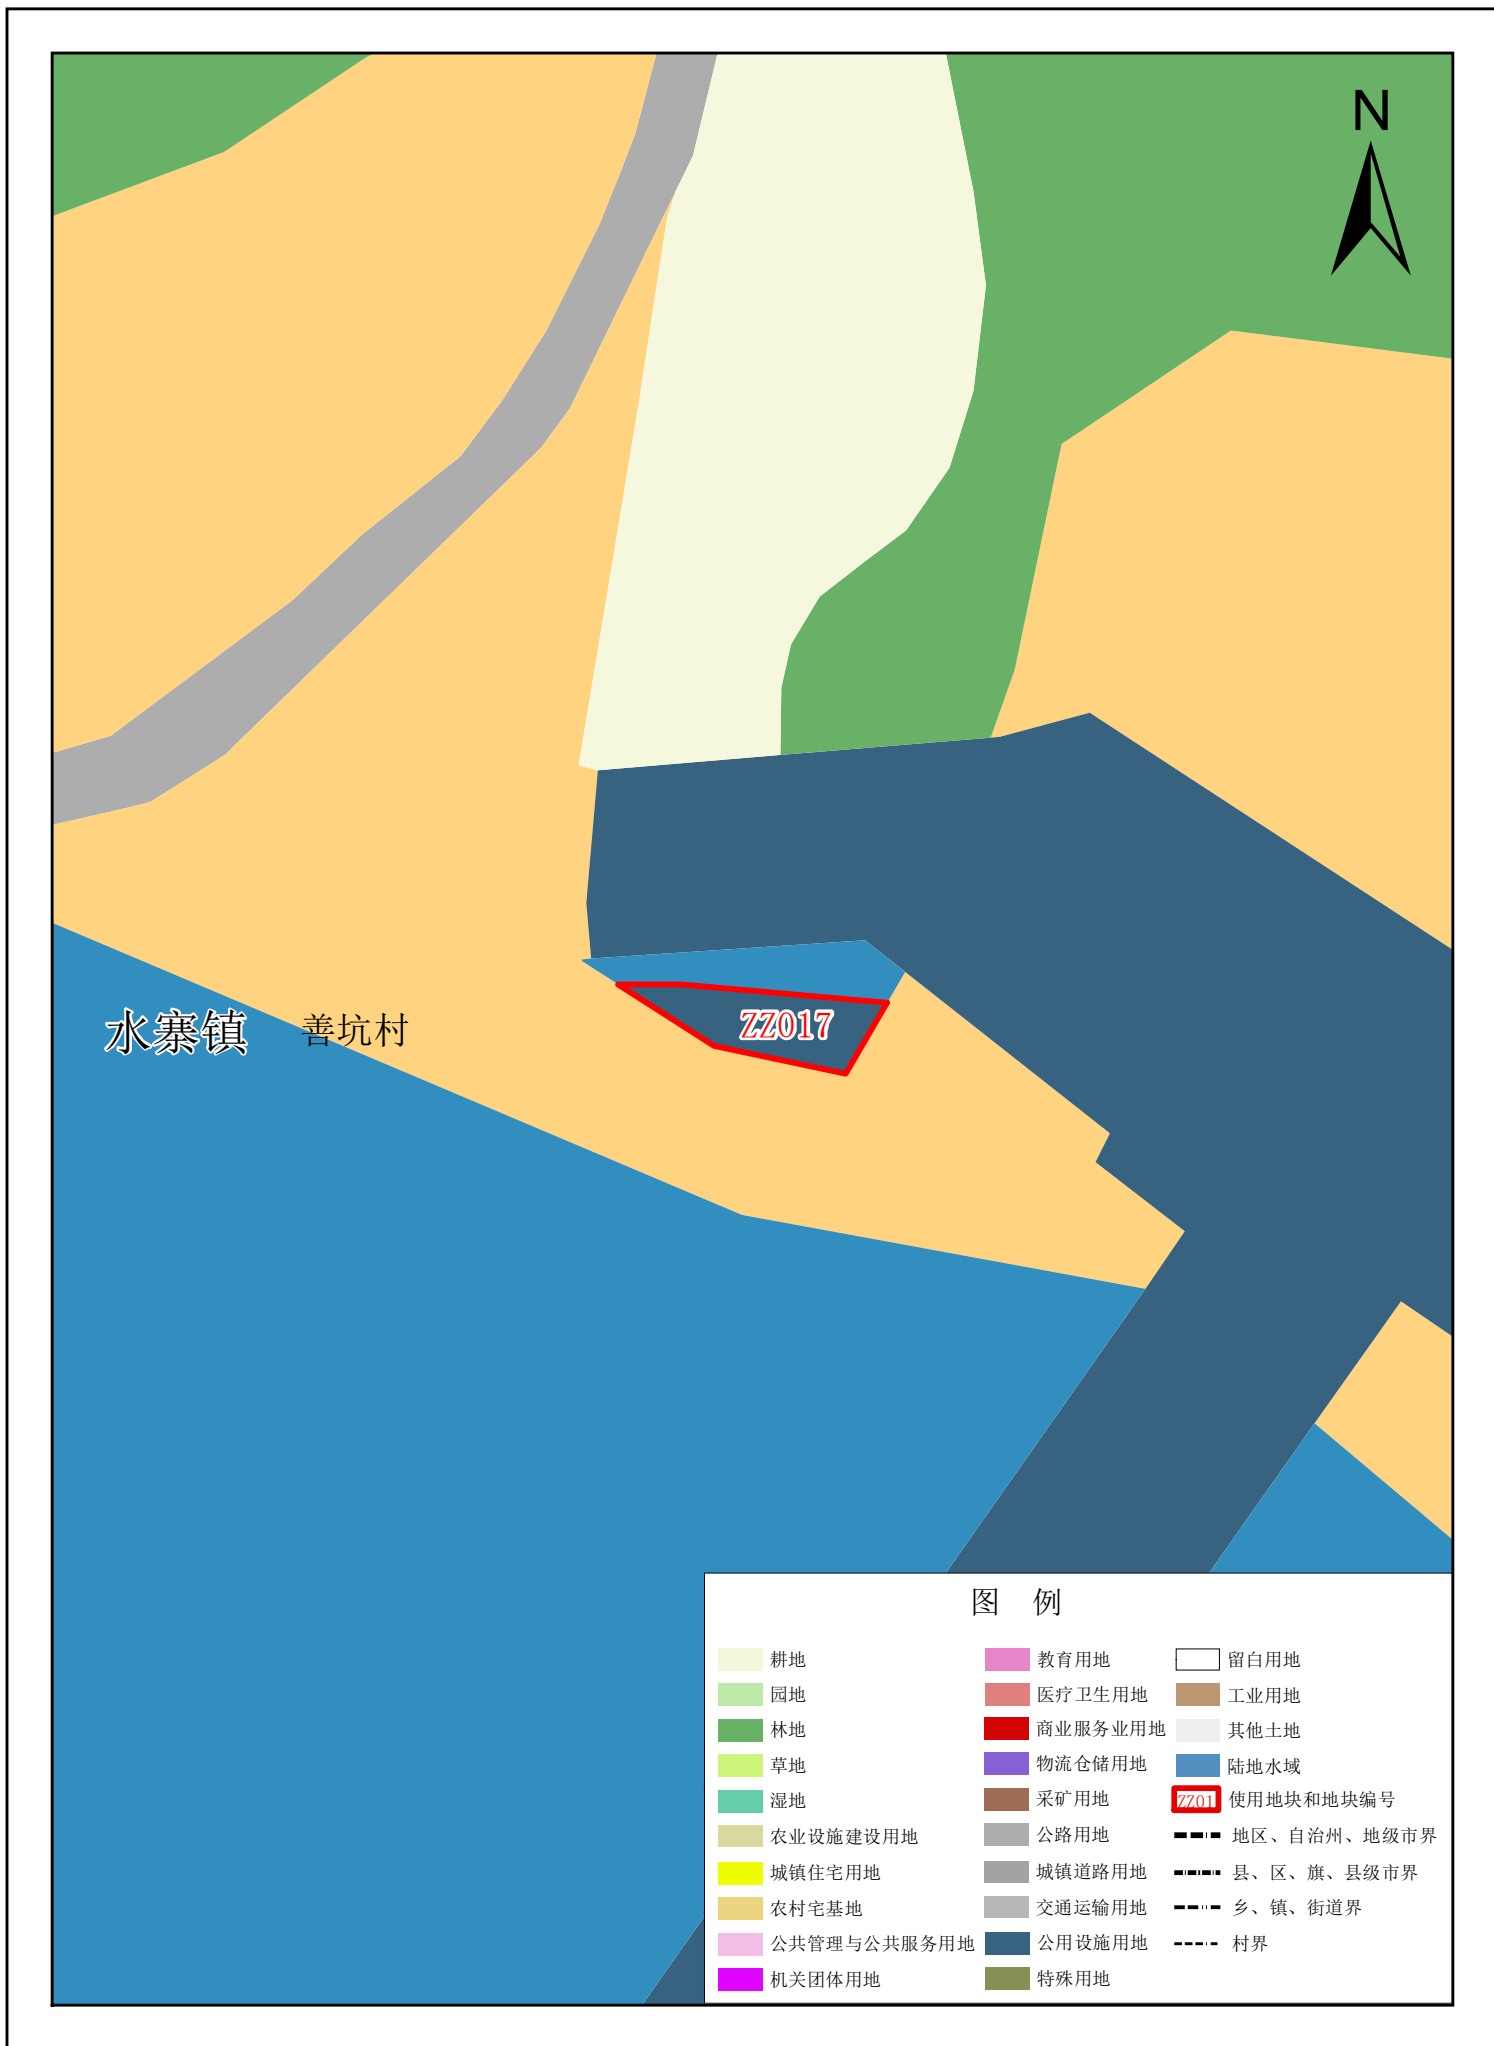 N
水寨镇 善坑村
ZZ017
图 例
耕地
园地
林地
草地
湿地
农业设施建设用地
城镇住宅用地
农村宅基地
公共管理与公共服务用地
机关团体用地
教育用地
医疗卫生用地
商业服务业用地
物流仓储用地
采矿用地
公路用地
城镇道路用地
交通运输用地
公用设施用地
特殊用地
留白用地
工业用地
其他土地
陆地水域
ZZ01 使用地块和地块编号
地区、自治州、地级市界
县、区、旗、县级市界
乡、镇、街道界
村界